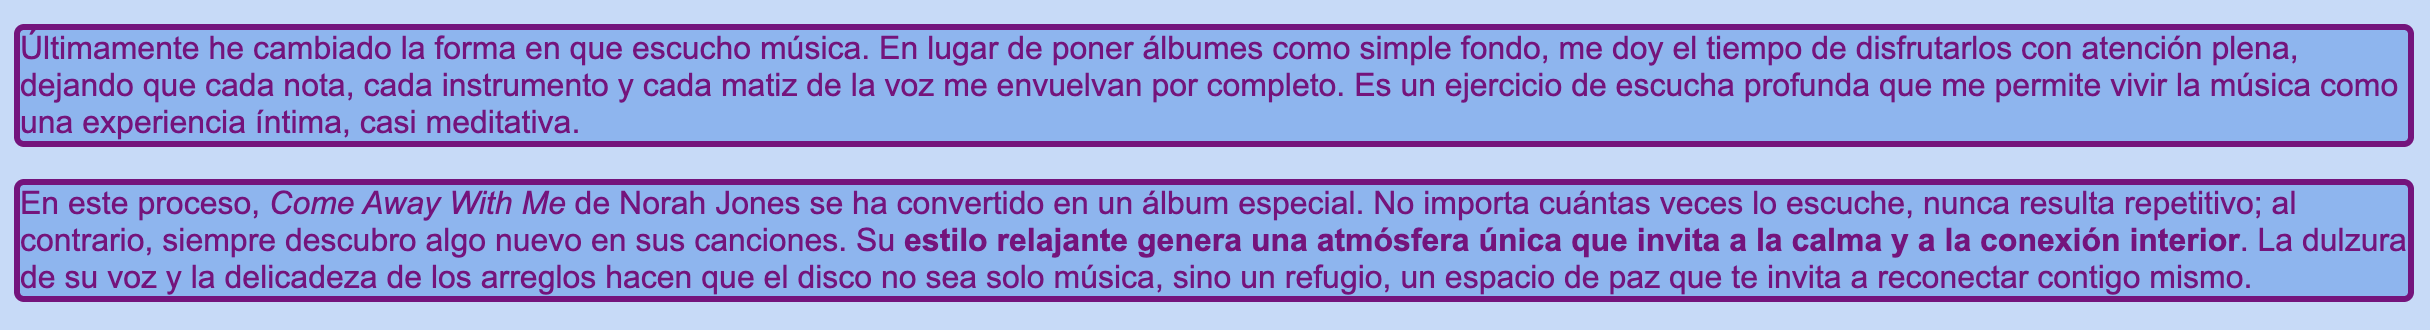 Últimamente he cambiado la forma en que escucho música. En lugar de poner álbumes como simple fondo, me doy el tiempo de disfrutarlos con atención plena,
dejando que cada nota, cada instrumento y cada matiz de la voz me envuelvan por completo. Es un ejercicio de escucha profunda que me permite vivir la música como
una experiencia íntima, casi meditativa.
En este proceso, Come Away With Me de Norah Jones se ha convertido en un álbum especial. No importa cuántas veces lo escuche, nunca resulta repetitivo; al
contrario, siempre descubro algo nuevo en sus canciones. Su estilo relajante genera una atmósfera única que invita a la calma y a la conexión interior. La dulzura
de su voz y la delicadeza de los arreglos hacen que el disco no sea solo música, sino un refugio, un espacio de paz que te invita a reconectar contigo mismo.